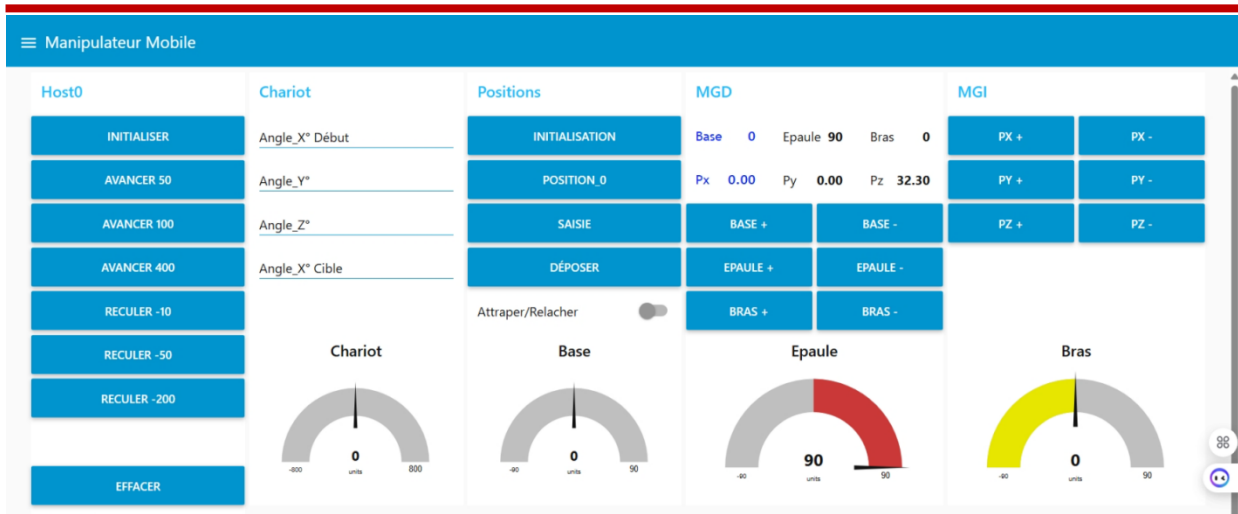 Manipulateur Mobile
Host0
INITIALISER
AVANCER 50
AVANCER 100
AVANCER 400
RECULER -10
RECULER -50
RECULER -200
EFFACER
Chariot
Angle_X° Début
Angle_Y°
Angle_Z°
Angle_X° Cible
Chariot
0
units
-800
800
Positions
INITIALISATION
POSITION_0
SAISIE
DÉPOSER
Attraper/Relacher
Base
0
units
-90
90
MGD
Base 0 Epaule 90 Bras 0
Px 0.00 Py 0.00 Pz 32.30
BASE + BASE -
EPAULE + EPAULE -
BRAS + BRAS -
Epaule
90
units
-90
90
MGI
PX + PX -
PY + PY -
PZ + PZ -
Bras
0
units
-90
90